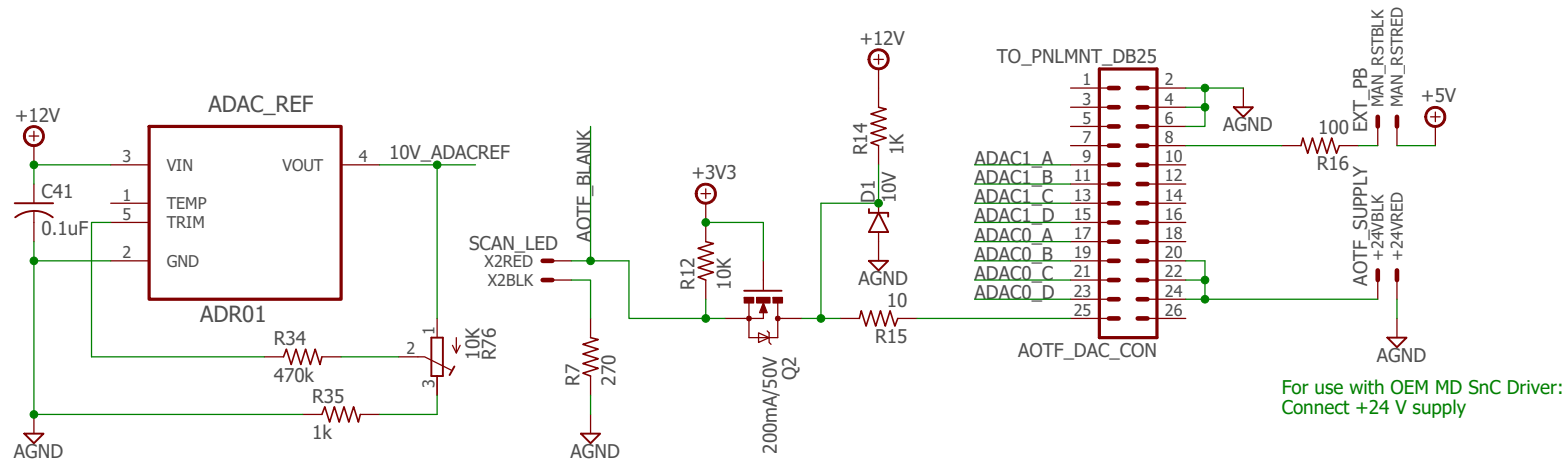 +12V
ADAC_REF
3
VIN
VOUT
4
10V_ADACREF
C41
0.1uF
1
TEMP
5
TRIM
2
GND
ADR01
R34
470k
R35
1k
1
2
3
10K
R76
AGND
AOTF_BLANK
SCAN_LED
X2RED
X2BLK
R7
270
AGND
+3V3
R12
10K
200mA/50V
Q2
+12V
R14
1K
D1
10V
AGND
10
R15
TO_PNLMNT_DB25
1
2
3
4
5
6
7
8
ADAC1_A
9
10
ADAC1_B
11
12
ADAC1_C
13
14
ADAC1_D
15
16
ADAC0_A
17
18
ADAC0_B
19
20
ADAC0_C
21
22
ADAC0_D
23
24
25
26
AOTF_DAC_CON
AGND
100
R16
EXT_PB
MAN_RSTBLK
MAN_RSTRED
+5V
AOTF_SUPPLY
+24VBLK
+24VRED
AGND
For use with OEM MD SnC Driver:
Connect +24 V supply